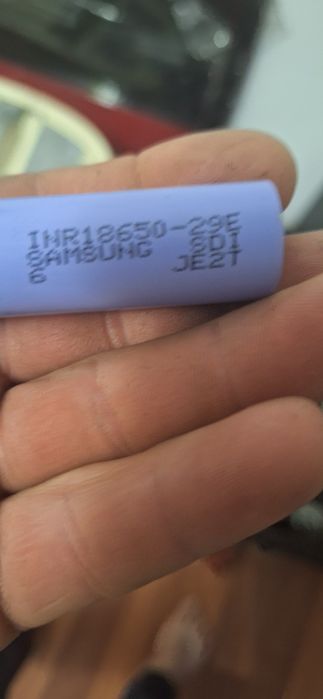 INR18650-29E
SAMSUNG SDI
6 JE2T